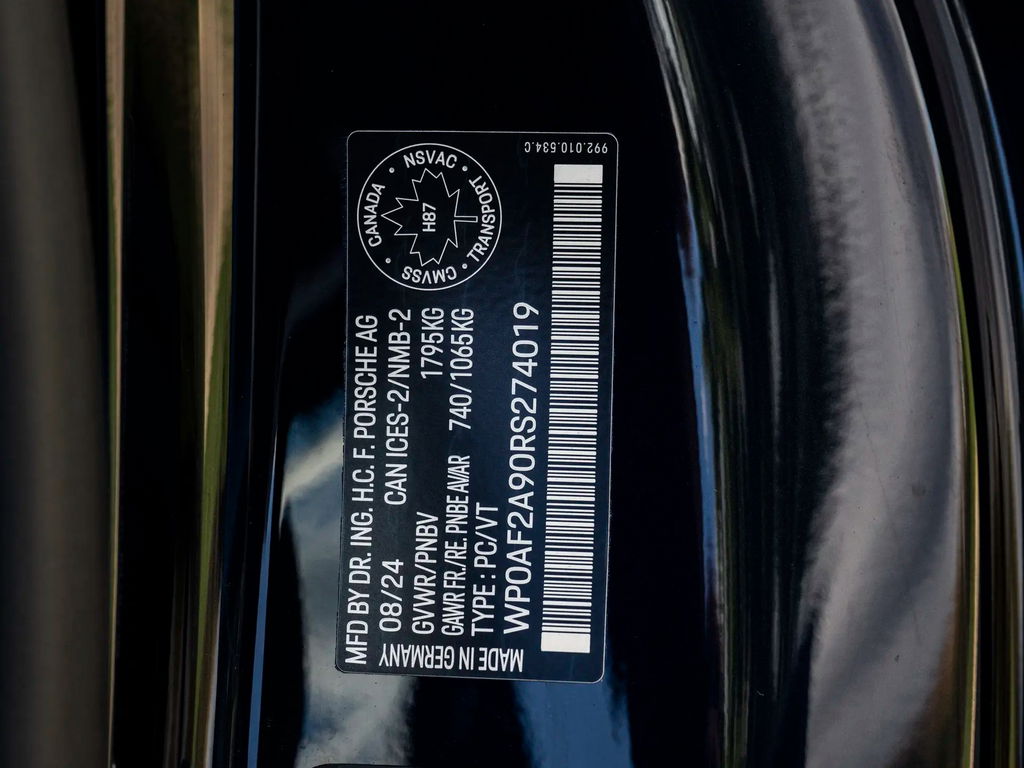 MFD BY DR. ING. H.C. F. PORSCHE AG
08/24 CAN ICES-2/NMB-2
GVWR/PNBV 1795KG
GAWR FR./RE. PNBE AV/AR 740/1065KG
TYPE: PC/VT
WP0AF2A90RS274019
MADE IN GERMANY
CANADA • NSVAC • TRANSPORT • CMVSS •
H87
992.010.534.C